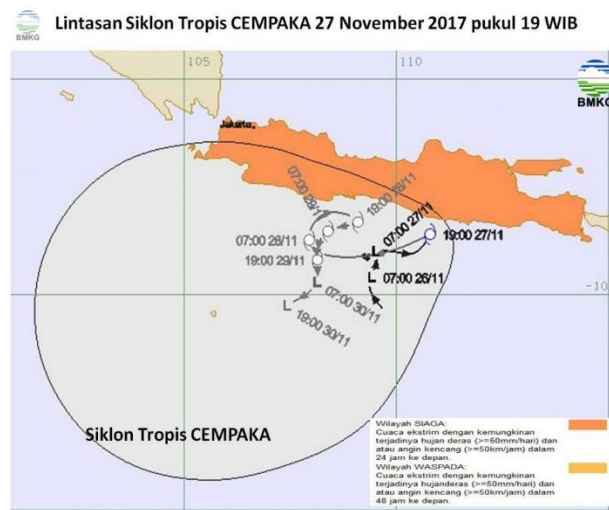 Lintasan Siklon Tropis CEMPAKA 27 November 2017 pukul 19 WIB
BMKG
105
110
BMKG
Jakarta
07:00 29/11
19:00 28/11
07:00 27/11
07:00 28/11
19:00 27/11
19:00 29/11
L
L
07:00 26/11
L
07:00 30/11
L
19:00 30/11
-10
Siklon Tropis CEMPAKA
Wilayah SIAGA:
Cuaca ekstrim dengan kemungkinan
terjadinya hujan deras (>=50mm/hari) dan
atau angin kencang (>=50km/jam) dalam
24 jam ke depan.
Wilayah WASPADA:
Cuaca ekstrim dengan kemungkinan
terjadinya hujanderas (>=50mm/hari) dan
atau angin kencang (>=50km/jam) dalam
48 jam ke depan.